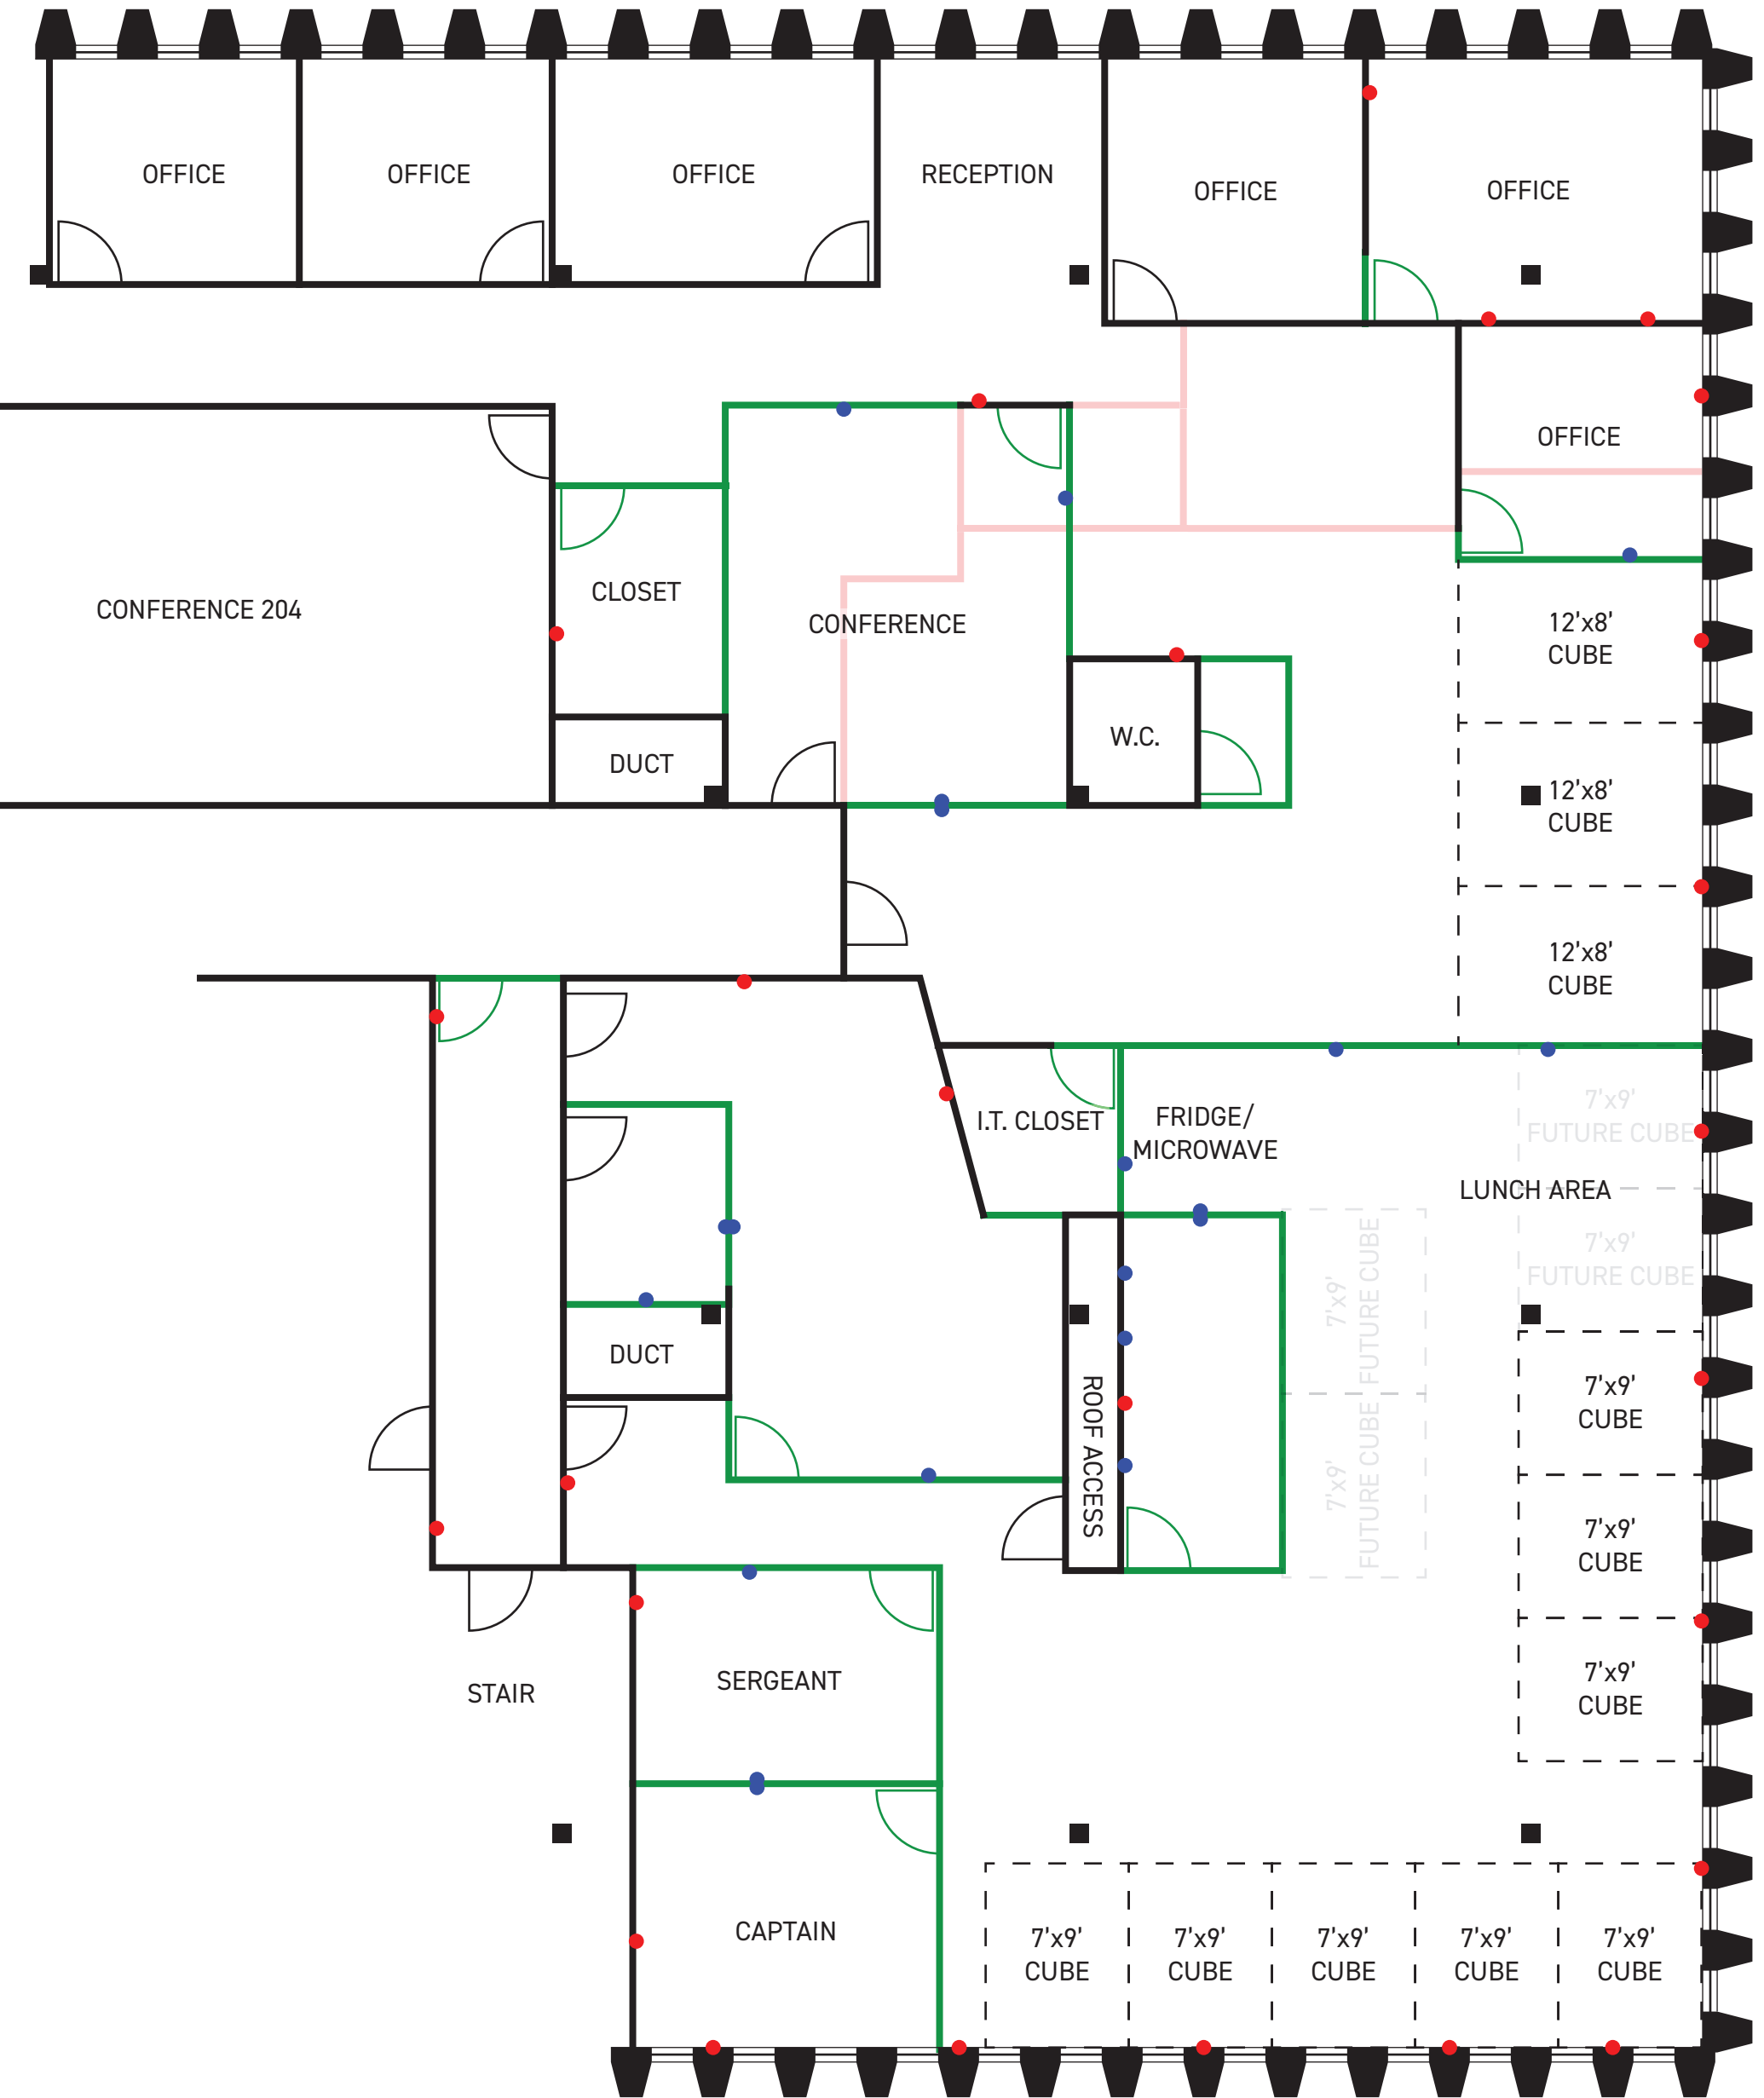 OFFICE
OFFICE
OFFICE
RECEPTION
OFFICE
OFFICE
OFFICE
CONFERENCE 204
CLOSET
CONFERENCE
12'x8'
CUBE
DUCT
W.C.
12'x8'
CUBE
12'x8'
CUBE
I.T. CLOSET
FRIDGE/
MICROWAVE
7'x9'
FUTURE CUBE
LUNCH AREA
7'x9'
FUTURE CUBE
7'x9'
FUTURE CUBE
7'x9'
FUTURE CUBE
DUCT
ROOF ACCESS
7'x9'
CUBE
7'x9'
CUBE
7'x9'
CUBE
STAIR
SERGEANT
CAPTAIN
7'x9'
CUBE
7'x9'
CUBE
7'x9'
CUBE
7'x9'
CUBE
7'x9'
CUBE